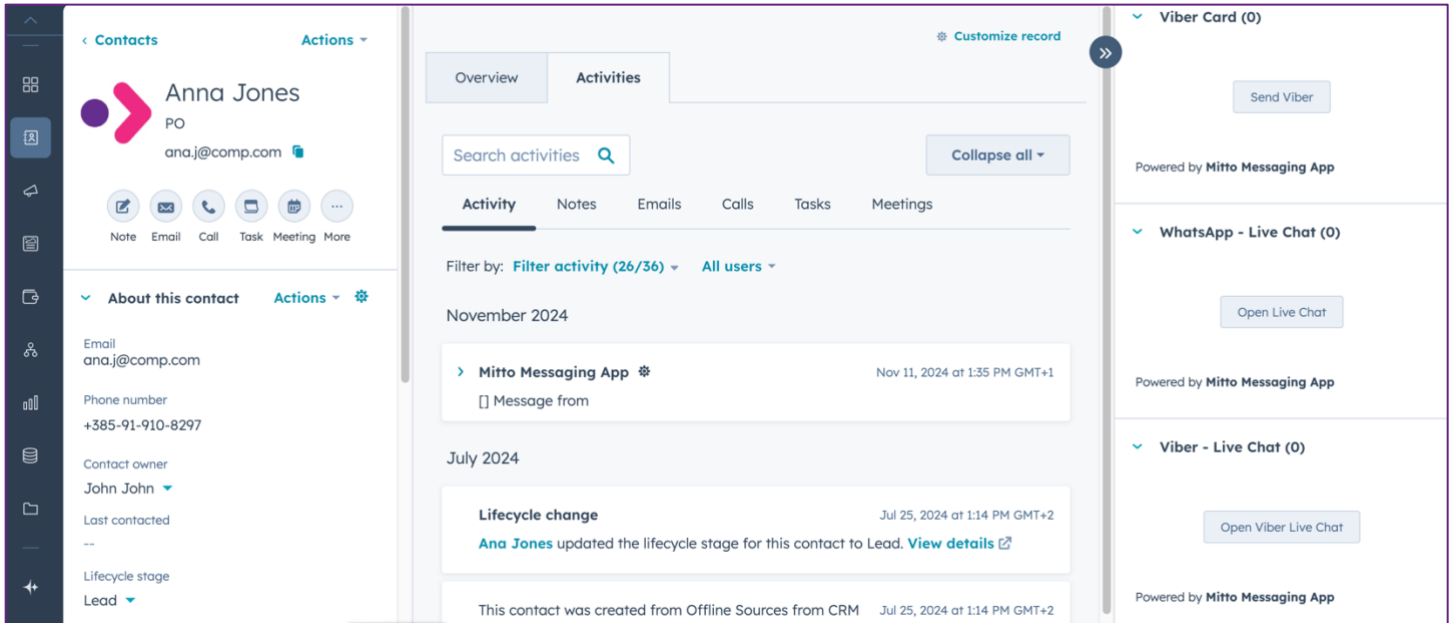 Contacts
Actions
Anna Jones
PO
ana.j@comp.com
Note Email Call Task Meeting More
About this contact
Actions
Email
ana.j@comp.com
Phone number
+385-91-910-8297
Contact owner
John John
Last contacted
--
Lifecycle stage
Lead
Customize record
Overview
Activities
Search activities
Collapse all
Activity Notes Emails Calls Tasks Meetings
Filter by: Filter activity (26/36) All users
November 2024
Mitto Messaging App
Nov 11, 2024 at 1:35 PM GMT+1
[] Message from
July 2024
Lifecycle change
Jul 25, 2024 at 1:14 PM GMT+2
Ana Jones updated the lifecycle stage for this contact to Lead. View details
This contact was created from Offline Sources from CRM
Jul 25, 2024 at 1:14 PM GMT+2
Viber Card (0)
Send Viber
Powered by Mitto Messaging App
WhatsApp - Live Chat (0)
Open Live Chat
Powered by Mitto Messaging App
Viber - Live Chat (0)
Open Viber Live Chat
Powered by Mitto Messaging App